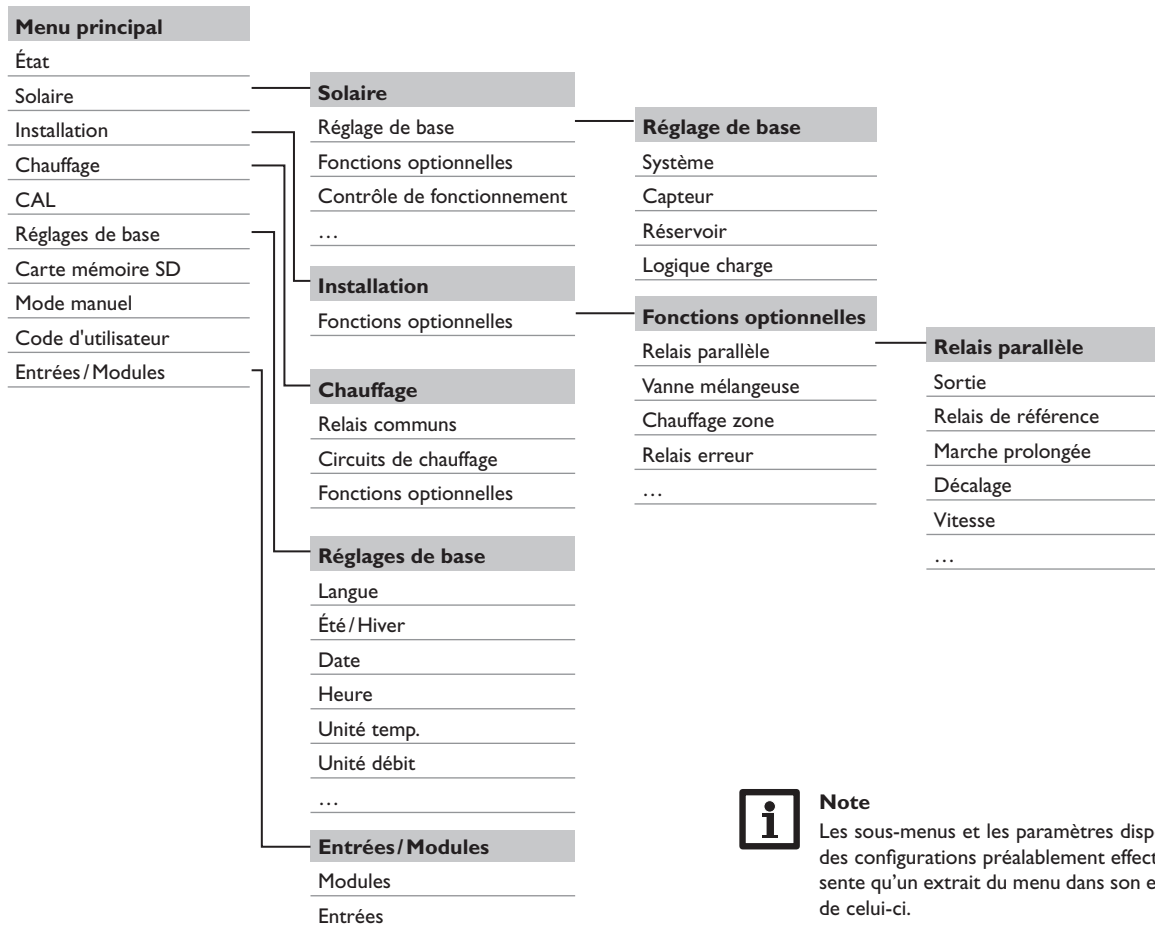 Menu principal
État
Solaire
Installation
Chauffage
CAL
Réglages de base
Carte mémoire SD
Mode manuel
Code d'utilisateur
Entrées/Modules
Solaire
Réglage de base
Fonctions optionnelles
Contrôle de fonctionnement
…
Installation
Fonctions optionnelles
Chauffage
Relais communs
Circuits de chauffage
Fonctions optionnelles
Réglages de base
Langue
Été/Hiver
Date
Heure
Unité temp.
Unité débit
…
Entrées/Modules
Modules
Entrées
Réglage de base
Système
Capteur
Réservoir
Logique charge
Fonctions optionnelles
Relais parallèle
Vanne mélangeuse
Chauffage zone
Relais erreur
…
Relais parallèle
Sortie
Relais de référence
Marche prolongée
Décalage
Vitesse
…
i
Note
Les sous-menus et les paramètres
des configurations préalablement
qu'un extrait du menu dans son
de celui-ci.